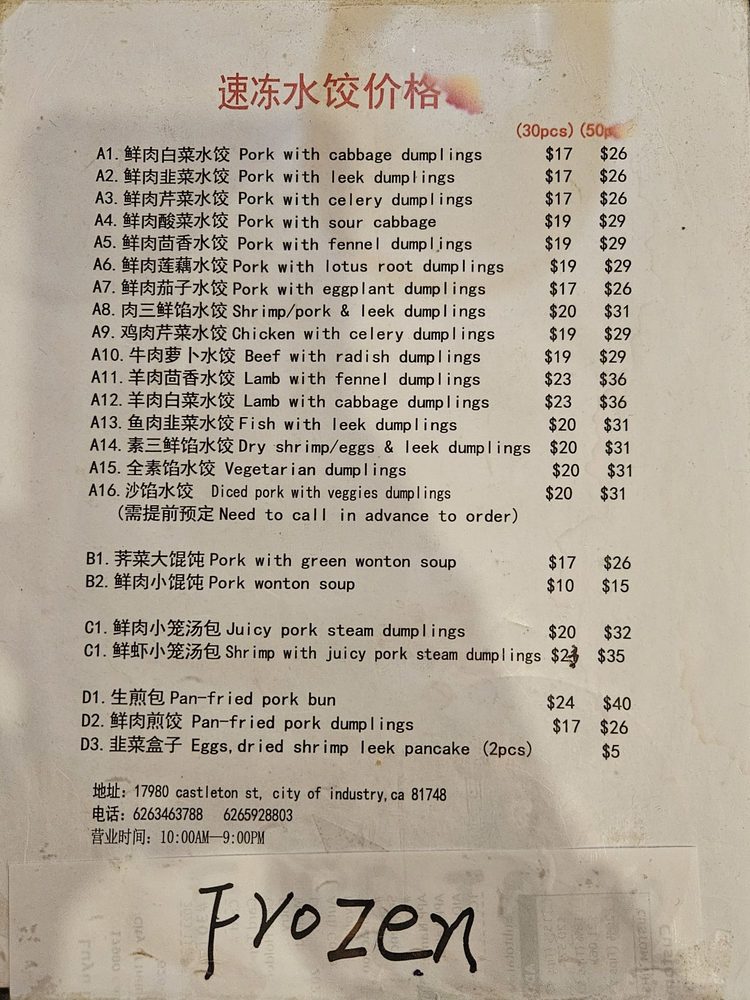 速冻水饺价格
(30pcs) (50p
A1. 鲜肉白菜水饺 Pork with cabbage dumplings $17 $26
A2. 鲜肉韭菜水饺 Pork with leek dumplings $17 $26
A3. 鲜肉芹菜水饺 Pork with celery dumplings $17 $26
A4. 鲜肉酸菜水饺 Pork with sour cabbage $19 $29
A5. 鲜肉茴香水饺 Pork with fennel dumplings $19 $29
A6. 鲜肉莲藕水饺 Pork with lotus root dumplings $19 $29
A7. 鲜肉茄子水饺 Pork with eggplant dumplings $17 $26
A8. 肉三鲜馅水饺 Shrimp/pork & leek dumplings $20 $31
A9. 鸡肉芹菜水饺 Chicken with celery dumplings $19 $29
A10. 牛肉萝卜水饺 Beef with radish dumplings $19 $29
A11. 羊肉茴香水饺 Lamb with fennel dumplings $23 $36
A12. 羊肉白菜水饺 Lamb with cabbage dumplings $23 $36
A13. 鱼肉韭菜水饺 Fish with leek dumplings $20 $31
A14. 素三鲜馅水饺 Dry shrimp/eggs & leek dumplings $20 $31
A15. 全素馅水饺 Vegetarian dumplings $20 $31
A16. 沙馅水饺 Diced pork with veggies dumplings $20 $31
(需提前预定 Need to call in advance to order)
B1. 荠菜大馄饨 Pork with green wonton soup $17 $26
B2. 鲜肉小馄饨 Pork wonton soup $10 $15
C1. 鲜肉小笼汤包 Juicy pork steam dumplings $20 $32
C1. 鲜虾小笼汤包 Shrimp with juicy pork steam dumplings $35
D1. 生煎包 Pan-fried pork bun $24 $40
D2. 鲜肉煎饺 Pan-fried pork dumplings $17 $26
D3. 韭菜盒子 Eggs,dried shrimp leek pancake (2pcs) $5
地址: 17980 castleton st, city of industry,ca 81748
电话: 6263463788 6265928803
营业时间: 10:00AM—9:00PM
Frozen